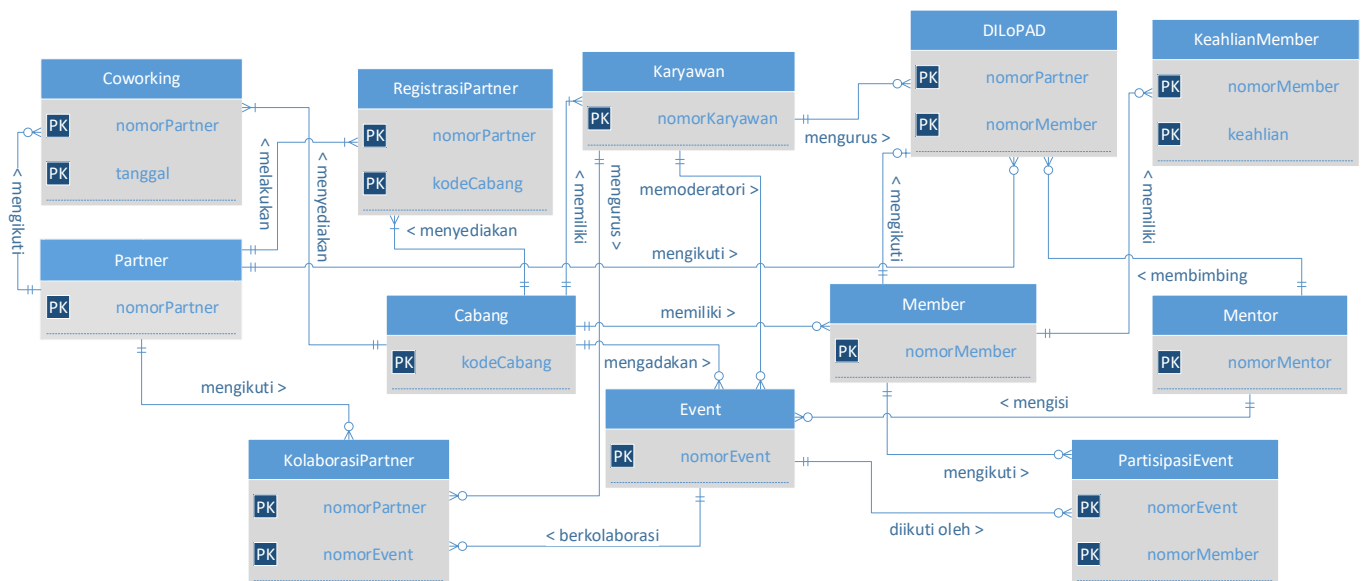 Coworking
PK nomorPartner
PK tanggal
RegistrasiPartner
PK nomorPartner
PK kodeCabang
Karyawan
PK nomorKaryawan
DILoPAD
PK nomorPartner
PK nomorMember
KeahlianMember
PK nomorMember
PK keahlian
mengurus >
< mengikuti
< melakukan
< menyediakan
< menyediakan
< memiliki
mengurus >
memoderatori >
< mengikuti
< memiliki
Partner
PK nomorPartner
mengikuti >
< membimbing
Cabang
PK kodeCabang
memiliki >
Member
PK nomorMember
Mentor
PK nomorMentor
mengadakan >
mengikuti >
Event
PK nomorEvent
< mengisi
KolaborasiPartner
PK nomorPartner
PK nomorEvent
mengikuti >
PartisipasiEvent
PK nomorEvent
PK nomorMember
< berkolaborasi
diikuti oleh >